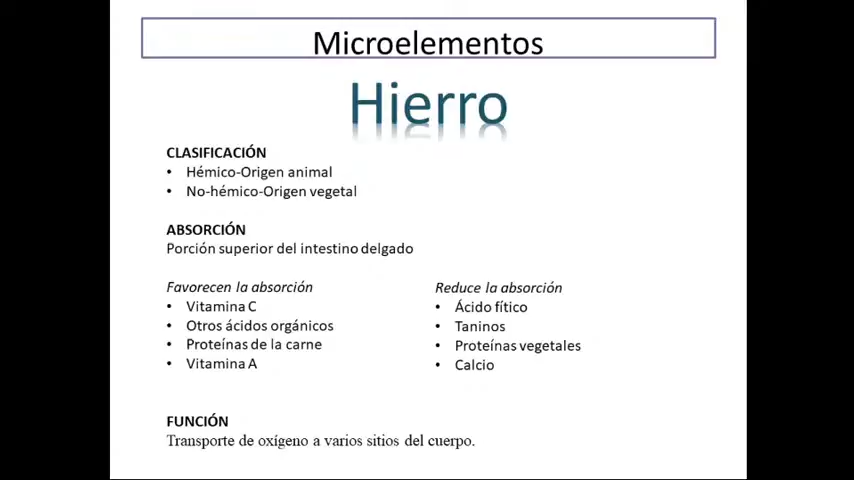 Microelementos
Hierro
CLASIFICACIÓN
• Hémico-Origen animal
• No-hémico-Origen vegetal
ABSORCIÓN
Porción superior del intestino delgado
Favorecen la absorción
• Vitamina C
• Otros ácidos orgánicos
• Proteínas de la carne
• Vitamina A
Reduce la absorción
• Ácido fítico
• Taninos
• Proteínas vegetales
• Calcio
FUNCIÓN
Transporte de oxígeno a varios sitios del cuerpo.